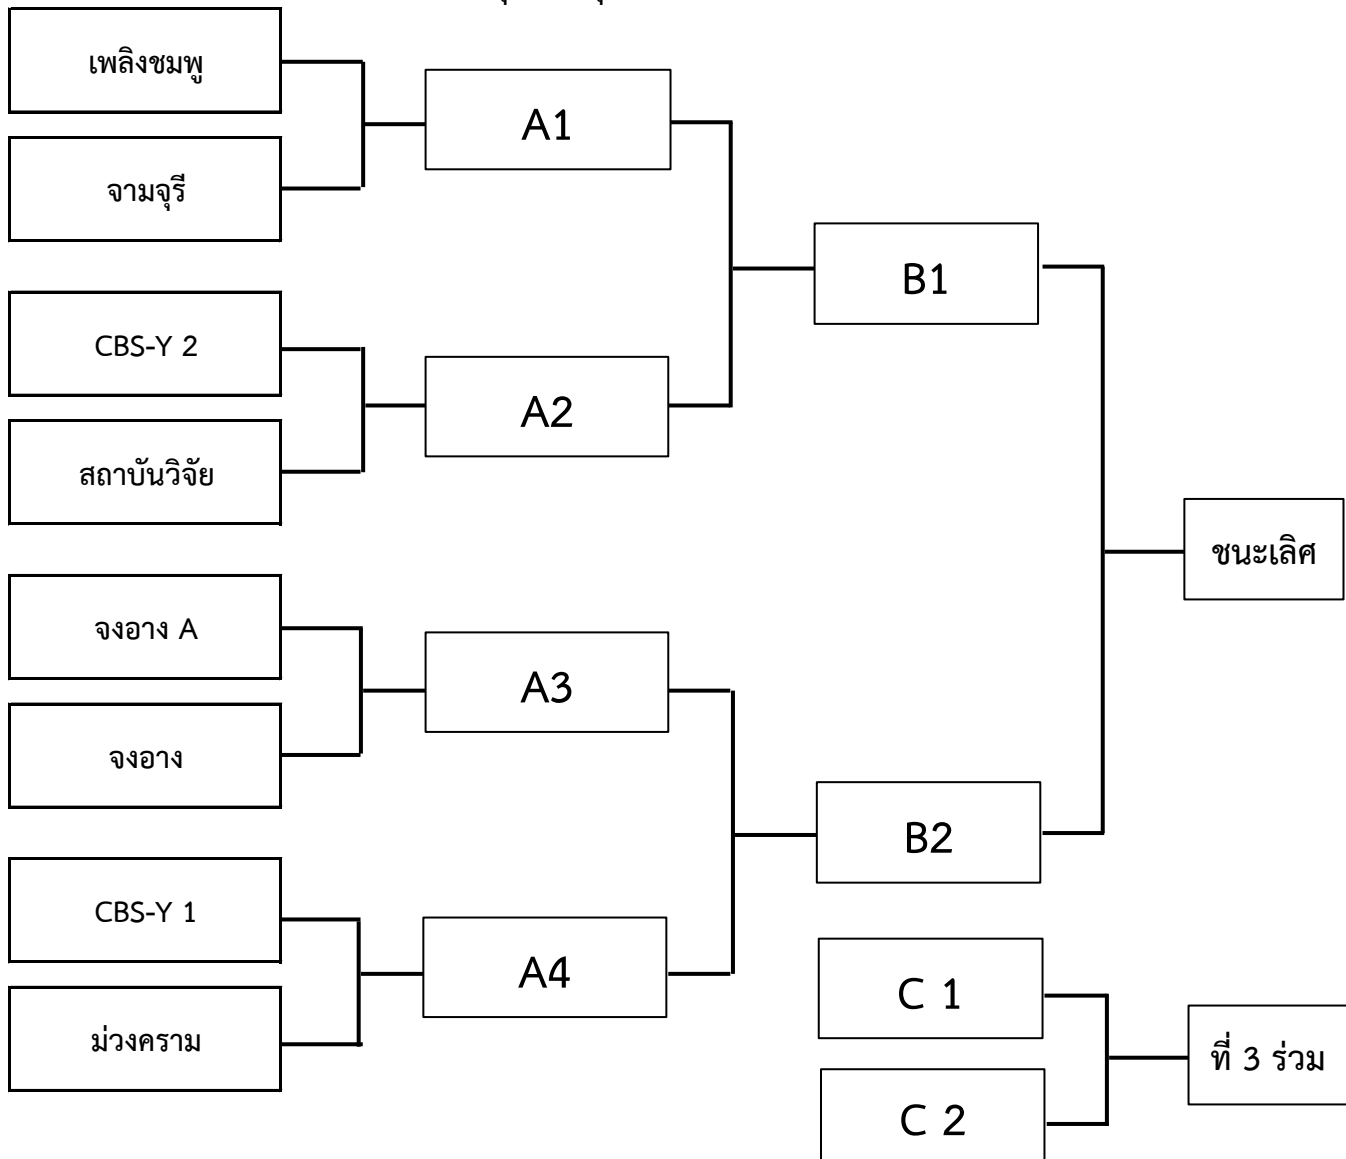 เพลิงชมพู
จามจุรี
A1
CBS-Y 2
สถาบันวิจัย
A2
B1
จงอาง A
จงอาง
A3
CBS-Y 1
ม่วงคราม
A4
B2
ชนะเลิศ
C 1
C 2
ที่ 3 ร่วม